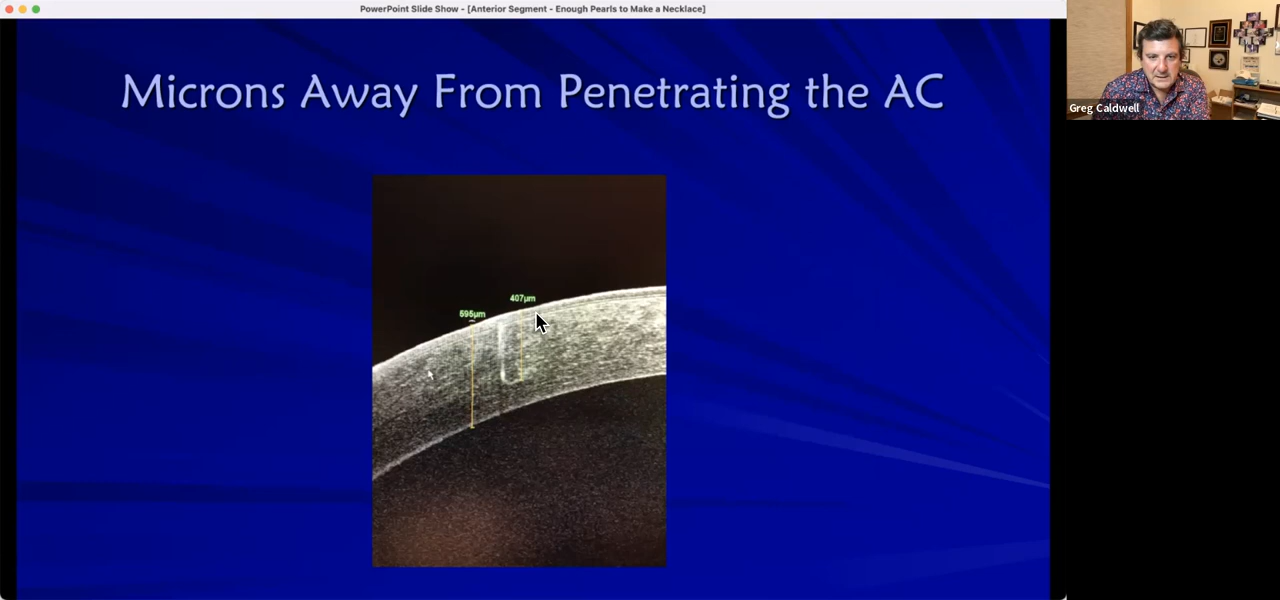 PowerPoint Slide Show - [Anterior Segment - Enough Pearls to Make a Necklace]
Microns Away From Penetrating the AC
407µm
595µm
Greg Caldwell